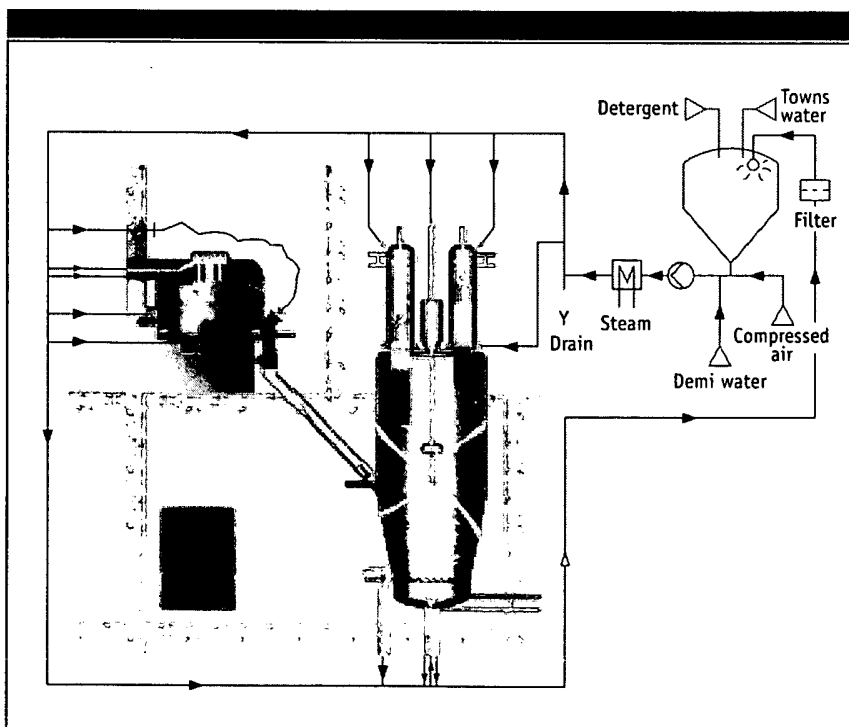 Detergent
Towns
water
Filter
M
Steam
Y
Drain
Compressed
air
Demi water